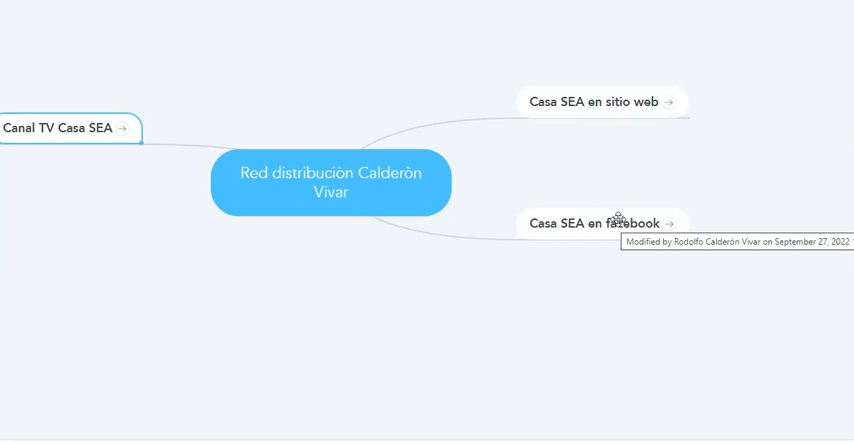 Casa SEA en sitio web
Canal TV Casa SEA
Red distribuciòn Calderòn
Vivar
Casa SEA en facebook
Modified by Rodolfo Calderón Vivar on September 27, 2022